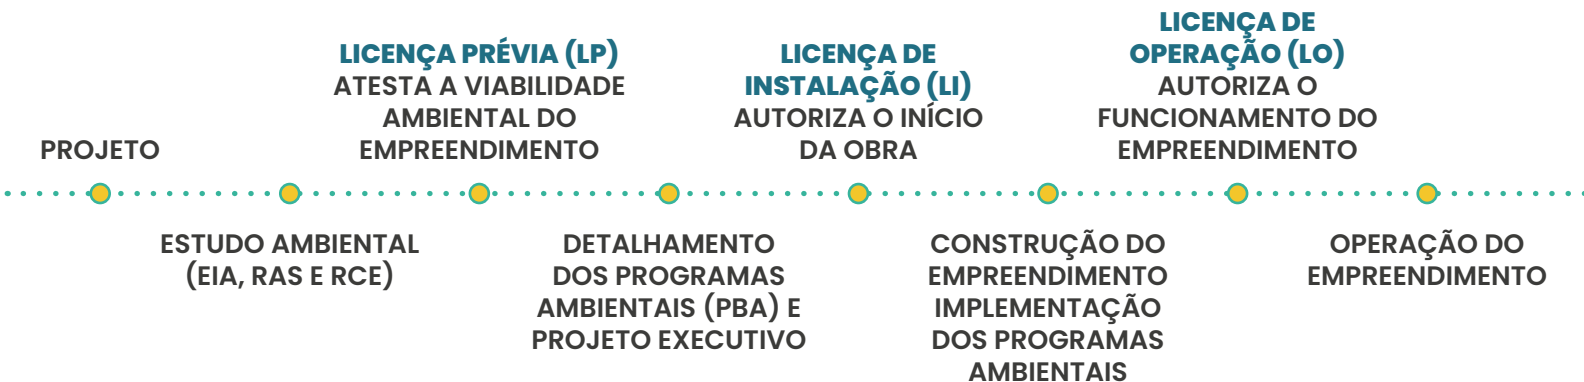 PROJETO
ESTUDO AMBIENTAL
(EIA, RAS E RCE)
LICENÇA PRÉVIA (LP)
ATESTA A VIABILIDADE
AMBIENTAL DO
EMPREENDIMENTO
DETALHAMENTO
DOS PROGRAMAS
AMBIENTAIS (PBA) E
PROJETO EXECUTIVO
LICENÇA DE
INSTALAÇÃO (LI)
AUTORIZA O INÍCIO
DA OBRA
CONSTRUÇÃO DO
EMPREENDIMENTO
IMPLEMENTAÇÃO
DOS PROGRAMAS
AMBIENTAIS
LICENÇA DE
OPERAÇÃO (LO)
AUTORIZA O
FUNCIONAMENTO DO
EMPREENDIMENTO
OPERAÇÃO DO
EMPREENDIMENTO